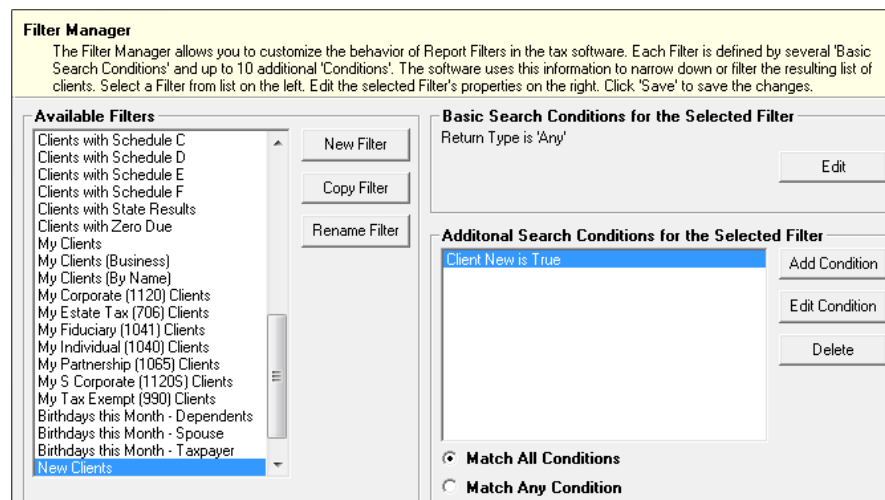 Filter Manager
The Filter Manager allows you to customize the behavior of Report Filters in the tax software. Each Filter is defined by several 'Basic
Search Conditions' and up to 10 additional 'Conditions'. The software uses this information to narrow down or filter the resulting list of
clients. Select a Filter from list on the left. Edit the selected Filter's properties on the right. Click 'Save' to save the changes.
Available Filters
Clients with Schedule C
Clients with Schedule D
Clients with Schedule E
Clients with Schedule F
Clients with State Results
Clients with Zero Due
My Clients
My Clients (Business)
My Clients (By Name)
My Corporate (1120) Clients
My Estate Tax (706) Clients
My Fiduciary (1041) Clients
My Individual (1040) Clients
My Partnership (1065) Clients
My S Corporate (1120S) Clients
My Tax Exempt (990) Clients
Birthdays this Month - Dependents
Birthdays this Month - Spouse
Birthdays this Month - Taxpayer
New Clients
New Filter
Copy Filter
Rename Filter
Basic Search Conditions for the Selected Filter
Return Type is 'Any'
Edit
Additonal Search Conditions for the Selected Filter
Client New is True
Add Condition
Edit Condition
Delete
Match All Conditions
Match Any Condition